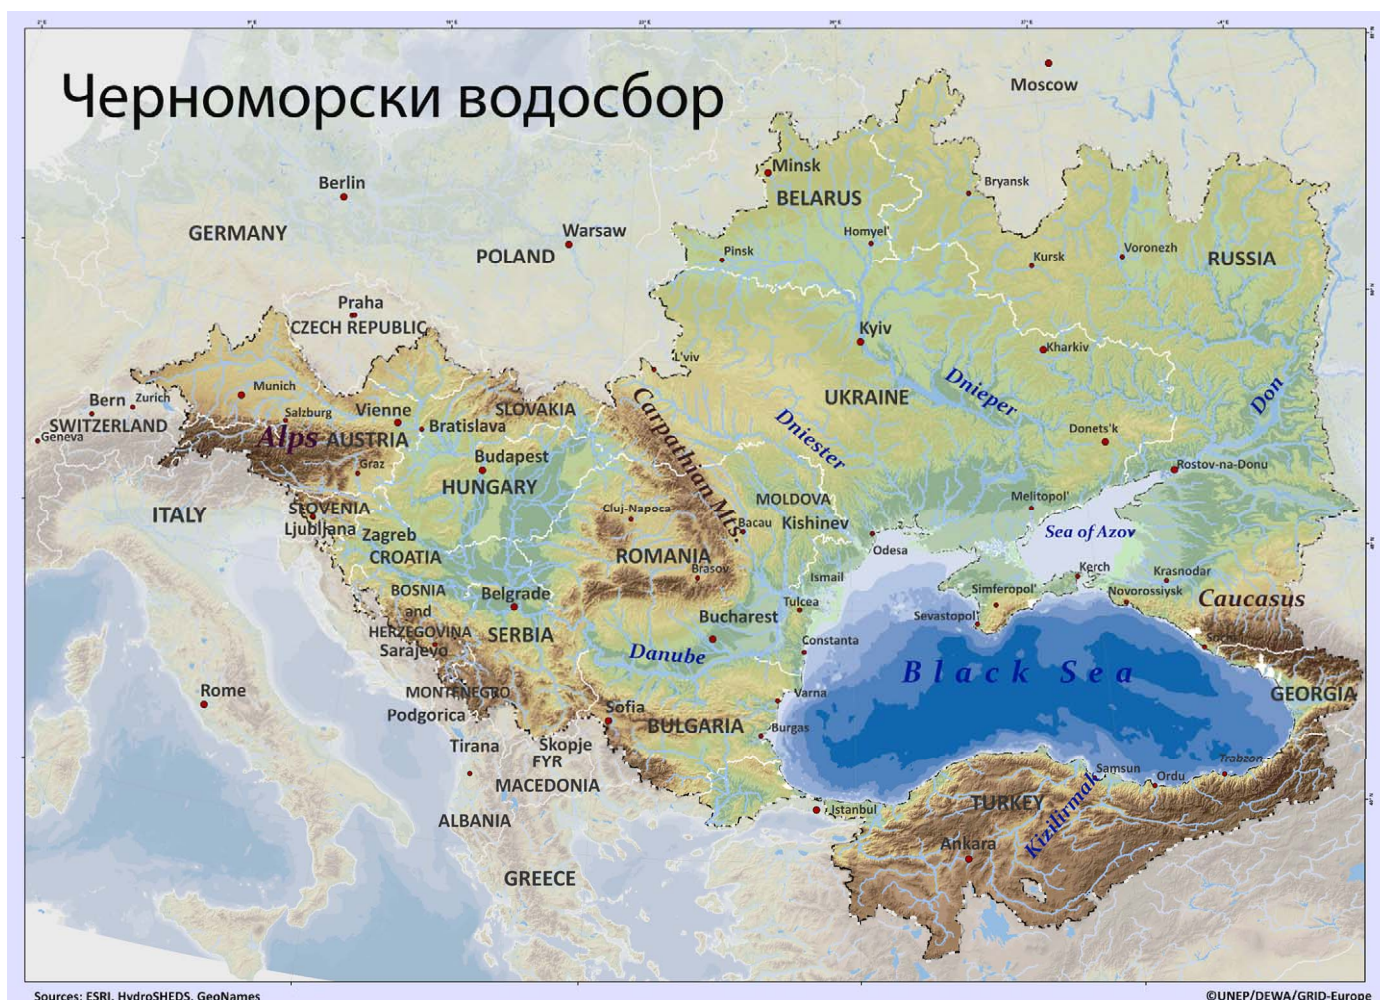 Черноморски водосбор
Moscow
Minsk
BELARUS
Bryansk
Berlin
GERMANY
Warsaw
POLAND
Homyel'
Pinsk
Kursk
Voronezh
RUSSIA
Praha
CZECH REPUBLIC
Kyiv
Kharkiv
L'viv
Munich
Bern
Zurich
SWITZERLAND
Geneva
Salzburg
Vienne
Alps
AUSTRIA
Bratislava
SLOVAKIA
Carpathian Mts.
UKRAINE
Dnieper
Dniester
Don
Donets'k
Rostov-na-Donu
Graz
Budapest
HUNGARY
MOLDOVA
Kishinev
Melitopol'
SLOVENIA
Ljubljana
ITALY
Zagreb
CROATIA
Cluj-Napoca
Bacau
ROMANIA
Brasov
Odesa
Sea of Azov
Kerch
Krasnodar
Novorossiysk
Caucasus
Ismail
Simferopol'
Sevastopol'
BOSNIA
and
HERZEGOVINA
Sarajevo
Belgrade
SERBIA
Bucharest
Tulcea
Constanta
Danube
Black Sea
Sochi
GEORGIA
Rome
MONTENEGRO
Podgorica
Sofia
BULGARIA
Varna
Burgas
Tirana
Skopje
FYR
MACEDONIA
ALBANIA
GREECE
Istanbul
TURKEY
Ankara
Kizilirmak
Samsun
Ordu
Trabzon
Sources: ESRI, HydroSHEDS, GeoNames
©UNEP/DEWA/GRID-Europe